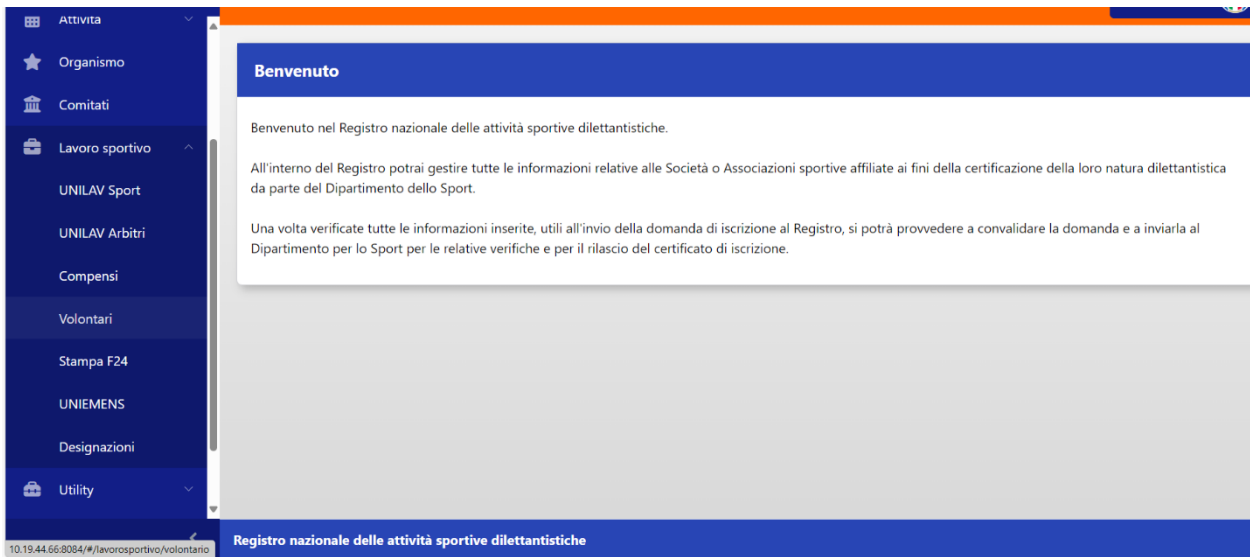 Attività
Organismo
Comitati
Lavoro sportivo
UNILAV Sport
UNILAV Arbitri
Compensi
Volontari
Stampa F24
UNIEMENS
Designazioni
Utility
10.19.44.66:8084/#/lavorosportivo/volontario
Benvenuto
Benvenuto nel Registro nazionale delle attività sportive dilettantistiche.
All'interno del Registro potrai gestire tutte le informazioni relative alle Società o Associazioni sportive affiliate ai fini della certificazione della loro natura dilettantistica
da parte del Dipartimento dello Sport.
Una volta verificate tutte le informazioni inserite, utili all'invio della domanda di iscrizione al Registro, si potrà provvedere a convalidare la domanda e a inviarla al
Dipartimento per lo Sport per le relative verifiche e per il rilascio del certificato di iscrizione.
Registro nazionale delle attività sportive dilettantistiche